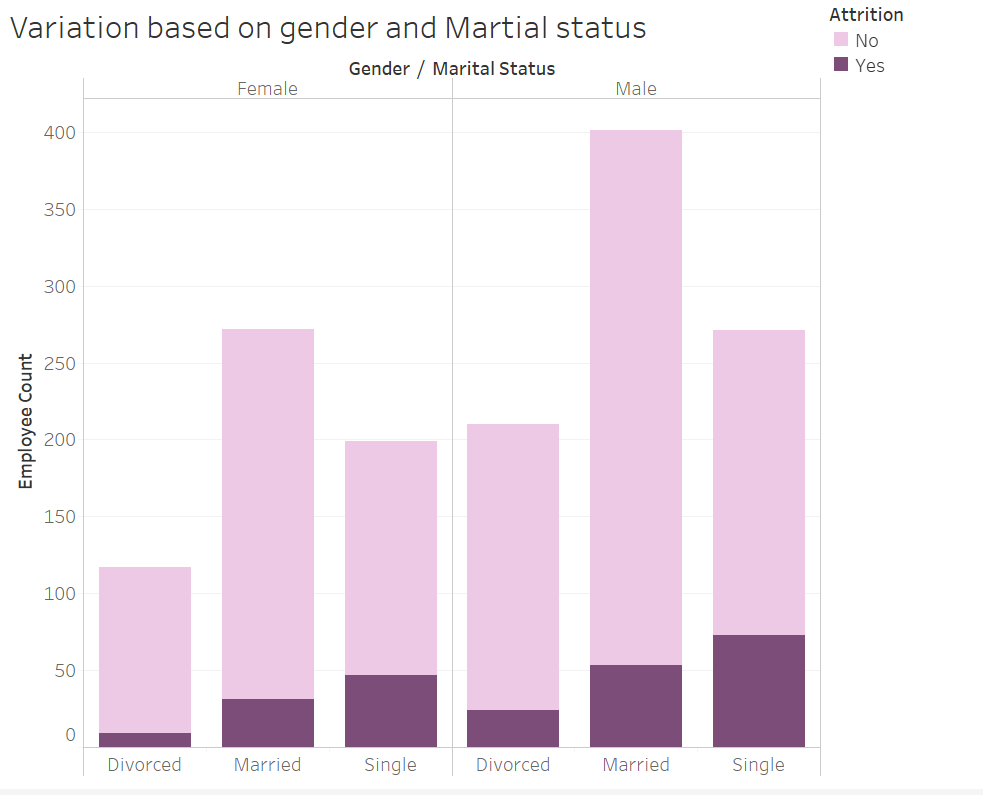 Variation based on gender and Martial status
Attrition
No
Yes
Gender / Marital Status
Female
Male
Employee Count
400
350
300
250
200
150
100
50
0
Divorced
Married
Single
Divorced
Married
Single